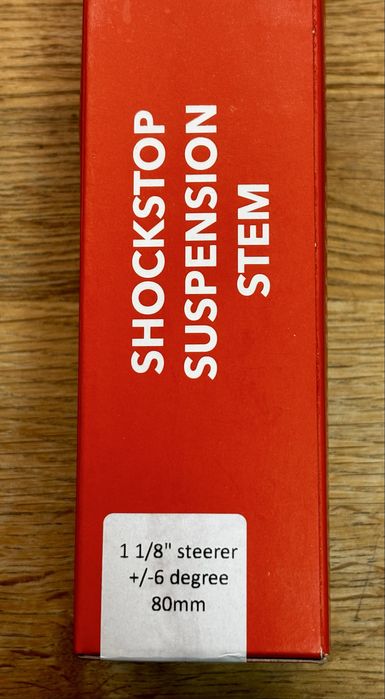 SHOCKSTOP
SUSPENSION
STEM
1 1/8" steerer
+/-6 degree
80mm